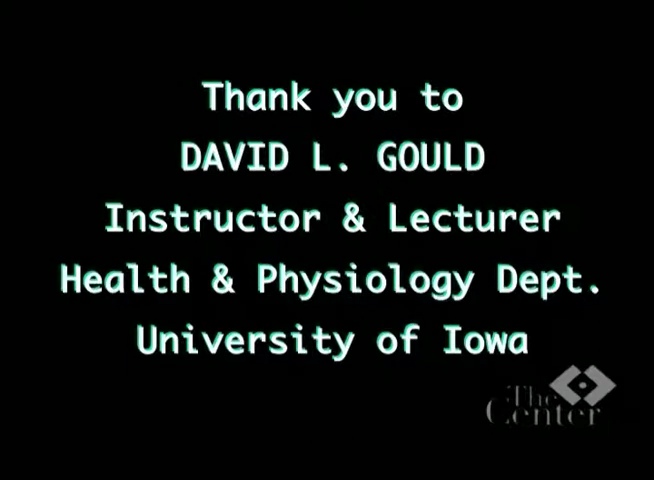 Thank you to
DAVID L. GOULD
Instructor & Lecturer
Health & Physiology Dept.
University of Iowa
The
Center